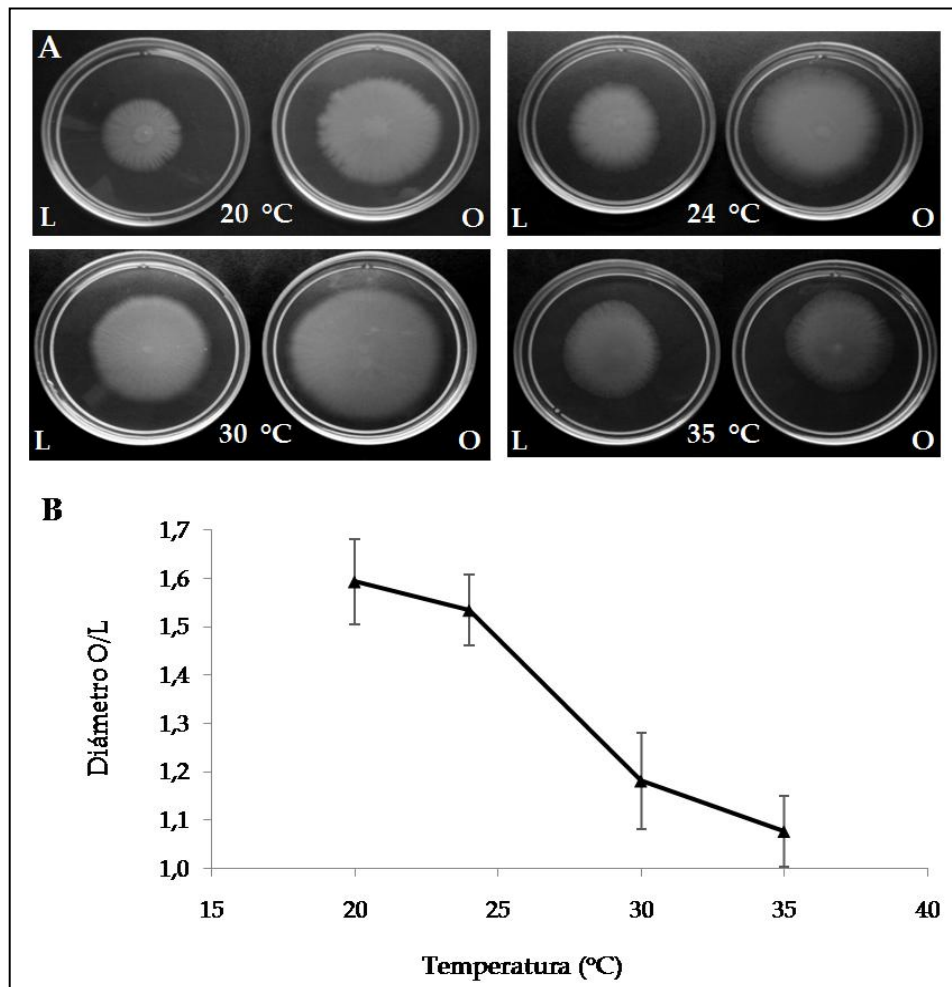 A
L 20 °C O
L 24 °C O
L 30 °C O
L 35 °C O
B
Diámetro O/L
1,7
1,6
1,5
1,4
1,3
1,2
1,1
1,0
15 20 25 30 35 40
Temperatura (°C)